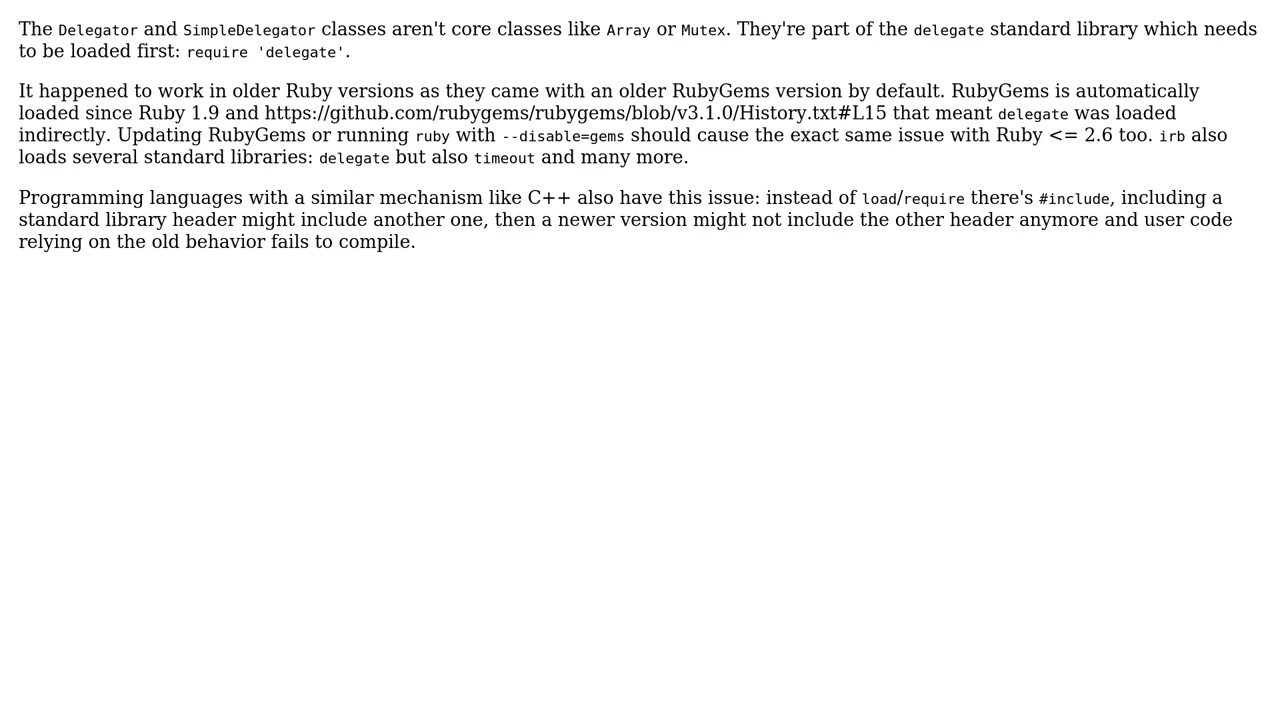 The Delegator and SimpleDelegator classes aren't core classes like Array or Mutex. They're part of the delegate standard library which needs
to be loaded first: require 'delegate'.
It happened to work in older Ruby versions as they came with an older RubyGems version by default. RubyGems is automatically
loaded since Ruby 1.9 and https://github.com/rubygems/rubygems/blob/v3.1.0/History.txt#L15 that meant delegate was loaded
indirectly. Updating RubyGems or running ruby with --disable=gems should cause the exact same issue with Ruby <= 2.6 too. irb also
loads several standard libraries: delegate but also timeout and many more.
Programming languages with a similar mechanism like C++ also have this issue: instead of load/require there's #include, including a
standard library header might include another one, then a newer version might not include the other header anymore and user code
relying on the old behavior fails to compile.